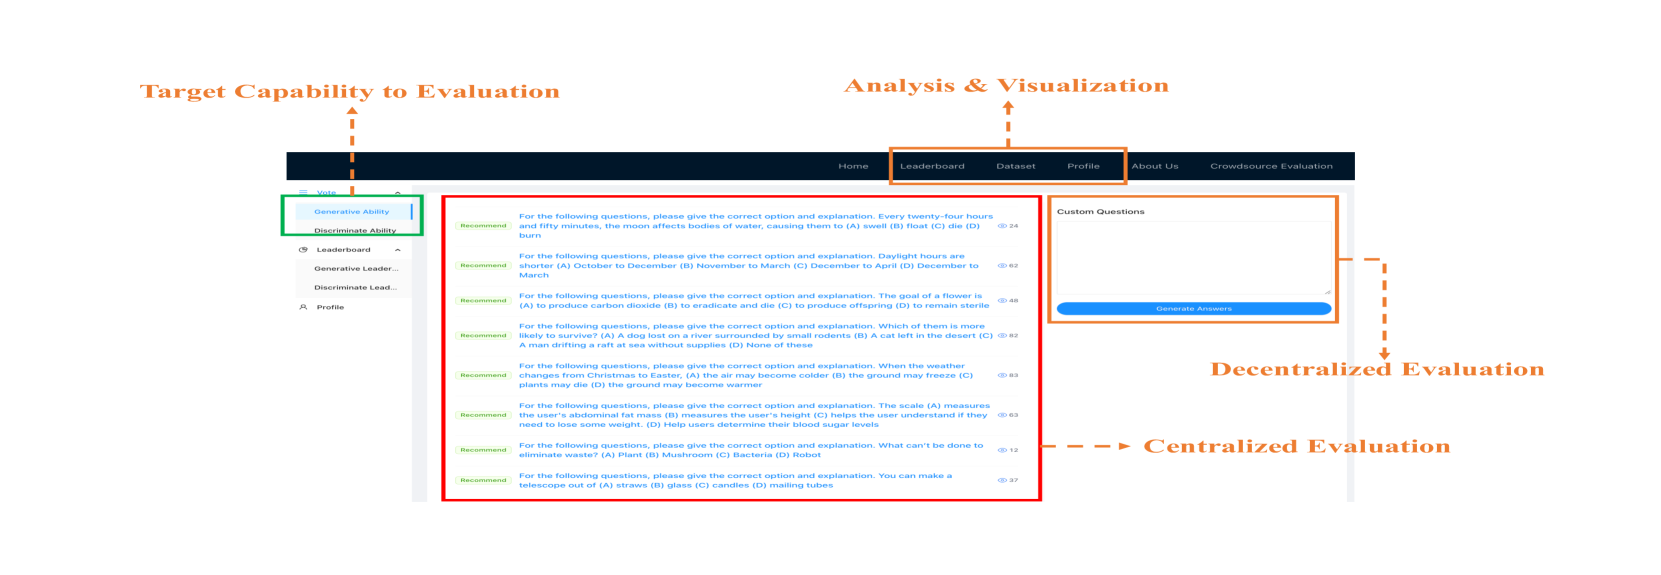 Target Capability to Evaluation
Analysis & Visualization
Home Leaderboard Dataset Profile About Us Crowdsource Evaluation
Vote
Generative Ability
Discriminate Ability
Leaderboard
Generative Leader...
Discriminate Lead...
Profile
For the following questions, please give the correct option and explanation. Every twenty-four hours
Recommend and fifty minutes, the moon affects bodies of water, causing them to (A) swell (B) float (C) die (D) 24
burn
For the following questions, please give the correct option and explanation. Daylight hours are
Recommend shorter (A) October to December (B) November to March (C) December to April (D) December to 62
March
For the following questions, please give the correct option and explanation. The goal of a flower is
Recommend (A) to produce carbon dioxide (B) to eradicate and die (C) to produce offspring (D) to remain sterile 48
For the following questions, please give the correct option and explanation. Which of them is more
Recommend likely to survive? (A) A dog lost on a river surrounded by small rodents (B) A cat left in the desert (C) 82
A man drifting a raft at sea without supplies (D) None of these
For the following questions, please give the correct option and explanation. When the weather
Recommend changes from Christmas to Easter, (A) the air may become colder (B) the ground may freeze (C) 83
plants may die (D) the ground may become warmer
For the following questions, please give the correct option and explanation. The scale (A) measures
Recommend the user's abdominal fat mass (B) measures the user's height (C) helps the user understand if they 63
need to lose some weight. (D) Help users determine their blood sugar levels
For the following questions, please give the correct option and explanation. What can't be done to
Recommend eliminate waste? (A) Plant (B) Mushroom (C) Bacteria (D) Robot 12
For the following questions, please give the correct option and explanation. You can make a
Recommend telescope out of (A) straws (B) glass (C) candles (D) mailing tubes 37
Custom Questions
Generate Answers
Decentralized Evaluation
Centralized Evaluation